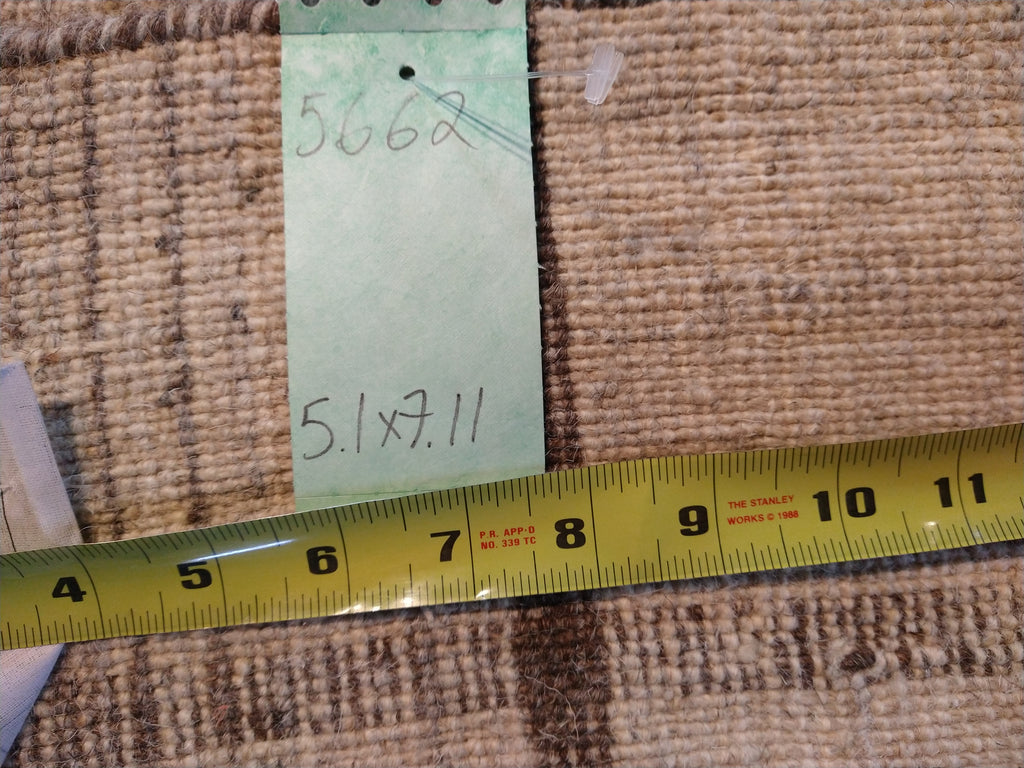 5662
5.1x7.11
4 5 6 7 P.R. APP'D 8 9 THE STANLEY 10 11
NO. 339 TC WORKS © 1988